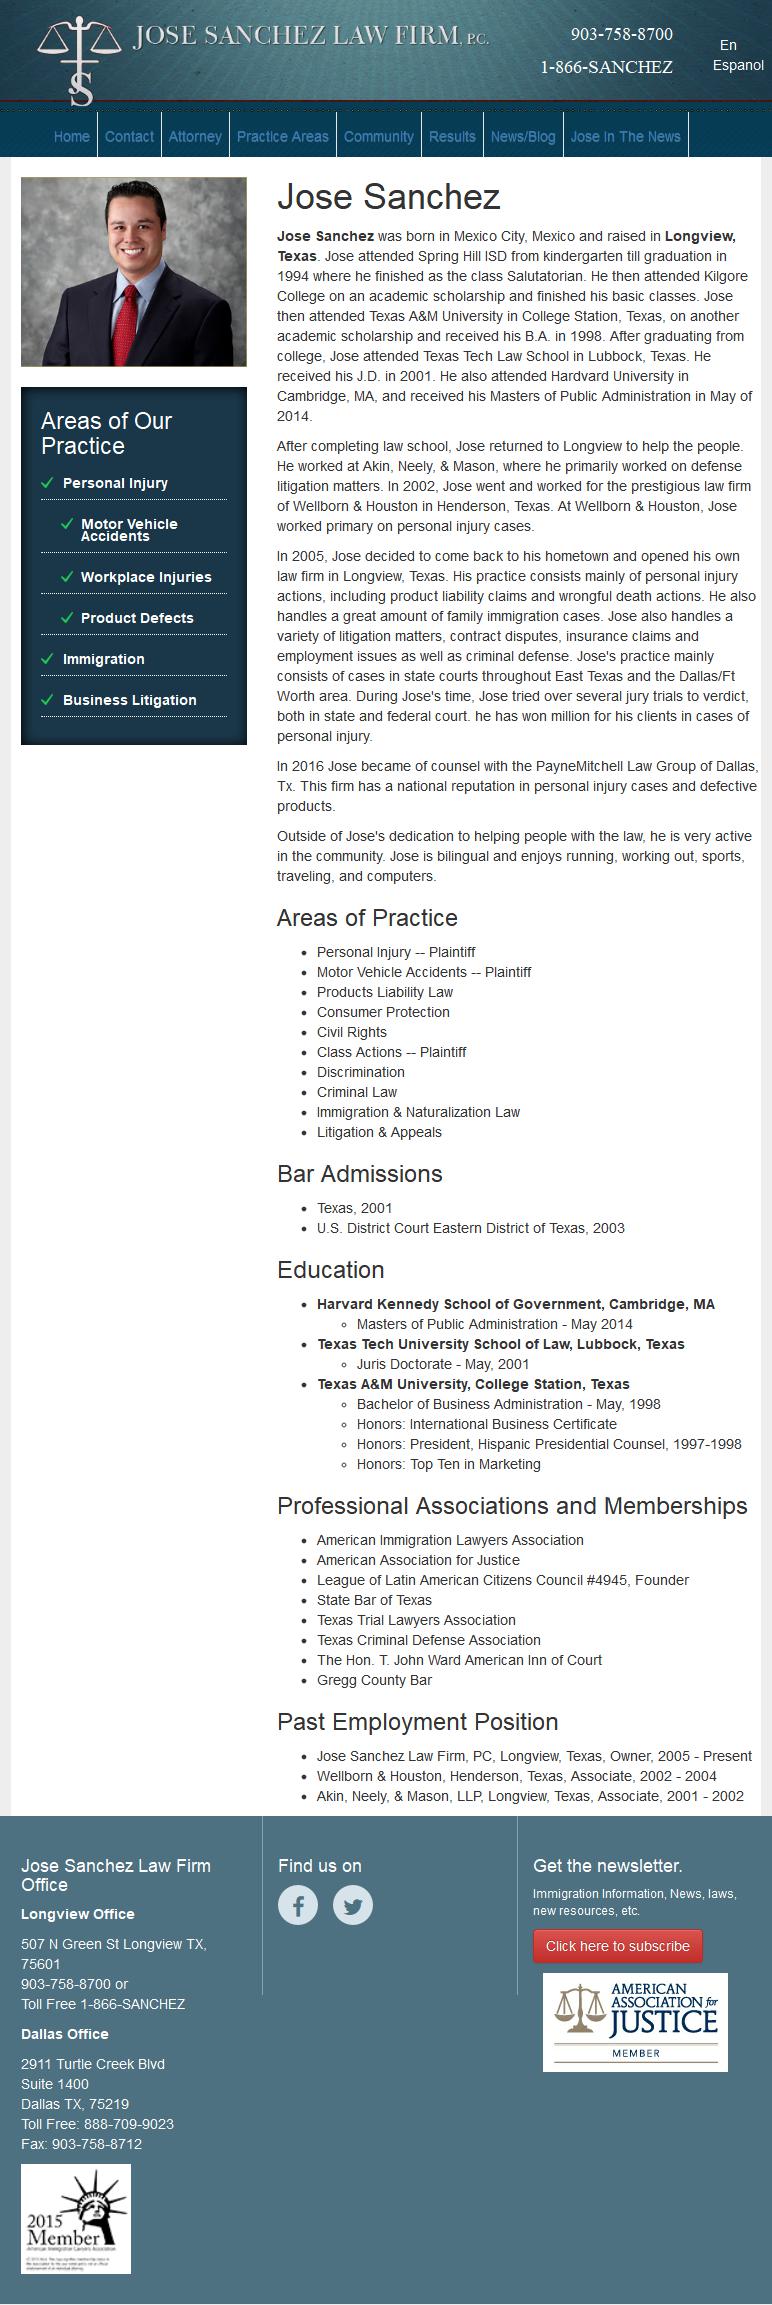 JOSE SANCHEZ LAW FIRM, P.C.
903-758-8700
1-866-SANCHEZ
En
Espanol
Home
Contact
Attorney
Practice Areas
Community
Results
News/Blog
Jose In The News
Areas of Our
Practice
Personal Injury
Motor Vehicle
Accidents
Workplace Injuries
Product Defects
Immigration
Business Litigation
Jose Sanchez
Jose Sanchez was born in Mexico City, Mexico and raised in Longview,
Texas. Jose attended Spring Hill ISD from kindergarten till graduation in
1994 where he finished as the class Salutatorian. He then attended Kilgore
College on an academic scholarship and finished his basic classes. Jose
then attended Texas A&M University in College Station, Texas, on another
academic scholarship and received his B.A. in 1998. After graduating from
college, Jose attended Texas Tech Law School in Lubbock, Texas. He
received his J.D. in 2001. He also attended Hardvard University in
Cambridge, MA, and received his Masters of Public Administration in May of
2014.
After completing law school, Jose returned to Longview to help the people.
He worked at Akin, Neely, & Mason, where he primarily worked on defense
litigation matters. In 2002, Jose went and worked for the prestigious law firm
of Wellborn & Houston in Henderson, Texas. At Wellborn & Houston, Jose
worked primary on personal injury cases.
In 2005, Jose decided to come back to his hometown and opened his own
law firm in Longview, Texas. His practice consists mainly of personal injury
actions, including product liability claims and wrongful death actions. He also
handles a great amount of family immigration cases. Jose also handles a
variety of litigation matters, contract disputes, insurance claims and
employment issues as well as criminal defense. Jose's practice mainly
consists of cases in state courts throughout East Texas and the Dallas/Ft
Worth area. During Jose's time, Jose tried over several jury trials to verdict,
both in state and federal court. he has won million for his clients in cases of
personal injury.
In 2016 Jose became of counsel with the PayneMitchell Law Group of Dallas,
Tx. This firm has a national reputation in personal injury cases and defective
products.
Outside of Jose's dedication to helping people with the law, he is very active
in the community. Jose is bilingual and enjoys running, working out, sports,
traveling, and computers.
Areas of Practice
Personal Injury -- Plaintiff
Motor Vehicle Accidents -- Plaintiff
Products Liability Law
Consumer Protection
Civil Rights
Class Actions -- Plaintiff
Discrimination
Criminal Law
Immigration & Naturalization Law
Litigation & Appeals
Bar Admissions
Texas, 2001
U.S. District Court Eastern District of Texas, 2003
Education
Harvard Kennedy School of Government, Cambridge, MA
Masters of Public Administration - May 2014
Texas Tech University School of Law, Lubbock, Texas
Juris Doctorate - May, 2001
Texas A&M University, College Station, Texas
Bachelor of Business Administration - May, 1998
Honors: International Business Certificate
Honors: President, Hispanic Presidential Counsel, 1997-1998
Honors: Top Ten in Marketing
Professional Associations and Memberships
American Immigration Lawyers Association
American Association for Justice
League of Latin American Citizens Council #4945, Founder
State Bar of Texas
Texas Trial Lawyers Association
Texas Criminal Defense Association
The Hon. T. John Ward American Inn of Court
Gregg County Bar
Past Employment Position
Jose Sanchez Law Firm, PC, Longview, Texas, Owner, 2005 - Present
Wellborn & Houston, Henderson, Texas, Associate, 2002 - 2004
Akin, Neely, & Mason, LLP, Longview, Texas, Associate, 2001 - 2002
Jose Sanchez Law Firm
Office
Longview Office
507 N Green St Longview TX,
75601
903-758-8700 or
Toll Free 1-866-SANCHEZ
Dallas Office
2911 Turtle Creek Blvd
Suite 1400
Dallas TX, 75219
Toll Free: 888-709-9023
Fax: 903-758-8712
2015
Member
American Immigration Lawyers Association
Find us on
Get the newsletter.
Immigration Information, News, laws,
new resources, etc.
Click here to subscribe
AMERICAN
ASSOCIATION for
JUSTICE
MEMBER